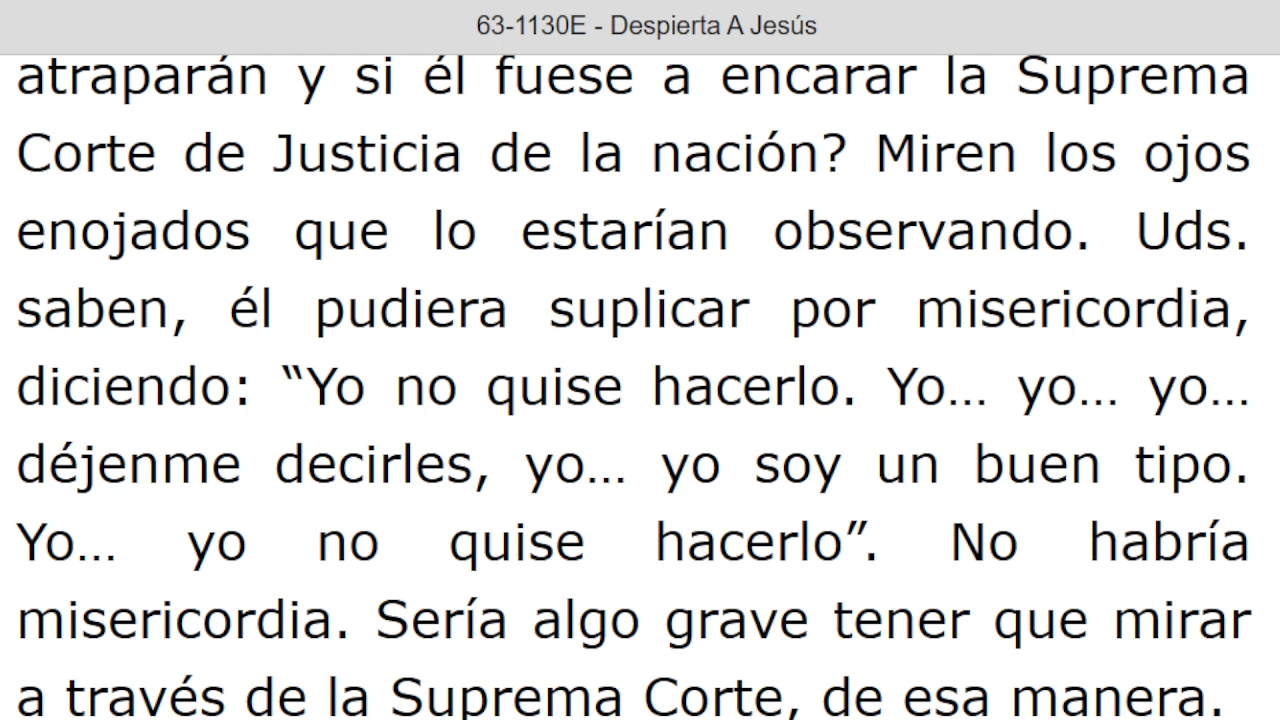 63-1130E - Despierta A Jesús
atraparán y si él fuese a encarar la Suprema
Corte de Justicia de la nación? Miren los ojos
enojados que lo estarían observando. Uds.
saben, él pudiera suplicar por misericordia,
diciendo: “Yo no quise hacerlo. Yo… yo… yo…
déjenme decirles, yo… yo soy un buen tipo.
Yo… yo no quise hacerlo”. No habría
misericordia. Sería algo grave tener que mirar
a través de la Suprema Corte, de esa manera.